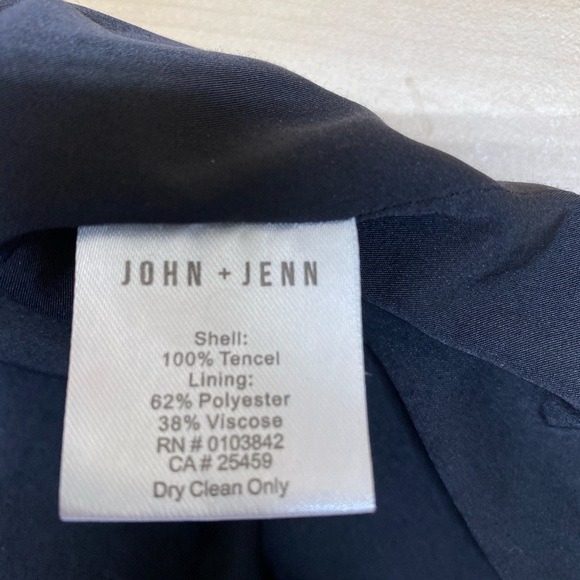 JOHN + JENN
Shell:
100% Tencel
Lining:
62% Polyester
38% Viscose
RN # 0103842
CA # 25459
Dry Clean Only